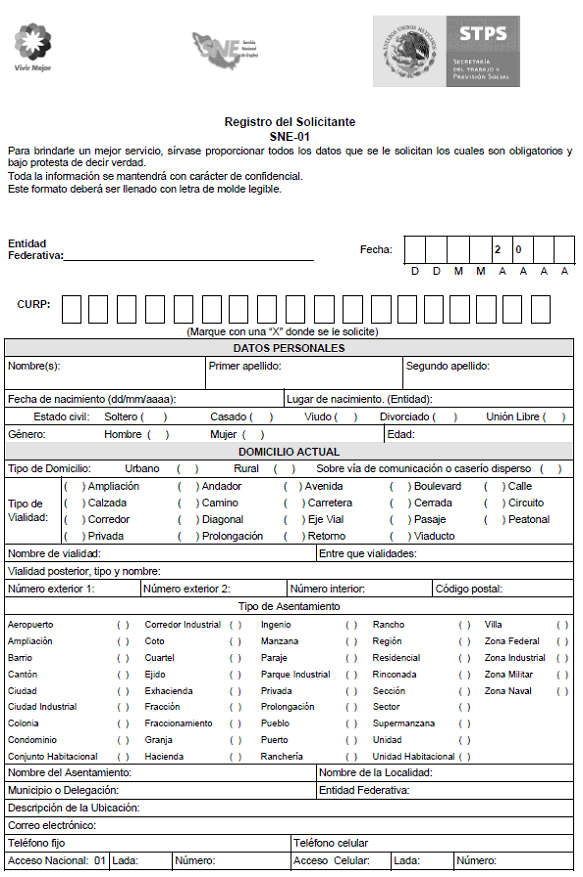 Vivir Mejor
SNE Servicio Nacional de Empleo
STPS
SECRETARÍA DEL TRABAJO Y PREVISIÓN SOCIAL
ESTADOS UNIDOS MEXICANOS
Registro del Solicitante
SNE-01
Para brindarle un mejor servicio, sírvase proporcionar todos los datos que se le solicitan los cuales son obligatorios y
bajo protesta de decir verdad.
Toda la información se mantendrá con carácter de confidencial.
Este formato deberá ser llenado con letra de molde legible.
Entidad
Federativa:
Fecha: 2 0
D D M M A A A A
CURP:
(Marque con una "X" donde se le solicite)
DATOS PERSONALES
Nombre(s): Primer apellido: Segundo apellido:
Fecha de nacimiento (dd/mm/aaaa): Lugar de nacimiento. (Entidad):
Estado civil: Soltero ( ) Casado ( ) Viudo ( ) Divorciado ( ) Unión Libre ( )
Género: Hombre ( ) Mujer ( ) Edad:
DOMICILIO ACTUAL
Tipo de Domicilio: Urbano ( ) Rural ( ) Sobre vía de comunicación o caserío disperso ( )
Tipo de Vialidad:
( ) Ampliación ( ) Andador ( ) Avenida ( ) Boulevard ( ) Calle
( ) Calzada ( ) Camino ( ) Carretera ( ) Cerrada ( ) Circuito
( ) Corredor ( ) Diagonal ( ) Eje Vial ( ) Pasaje ( ) Peatonal
( ) Privada ( ) Prolongación ( ) Retorno ( ) Viaducto
Nombre de vialidad: Entre que vialidades:
Vialidad posterior, tipo y nombre:
Número exterior 1: Número exterior 2: Número interior: Código postal:
Tipo de Asentamiento
Aeropuerto ( ) Corredor Industrial ( ) Ingenio ( ) Rancho ( ) Villa ( )
Ampliación ( ) Coto ( ) Manzana ( ) Región ( ) Zona Federal ( )
Barrio ( ) Cuartel ( ) Paraje ( ) Residencial ( ) Zona Industrial ( )
Cantón ( ) Ejido ( ) Parque Industrial ( ) Rinconada ( ) Zona Militar ( )
Ciudad ( ) Exhacienda ( ) Privada ( ) Sección ( ) Zona Naval ( )
Ciudad Industrial ( ) Fracción ( ) Prolongación ( ) Sector ( )
Colonia ( ) Fraccionamiento ( ) Pueblo ( ) Supermanzana ( )
Condominio ( ) Granja ( ) Puerto ( ) Unidad ( )
Conjunto Habitacional ( ) Hacienda ( ) Ranchería ( ) Unidad Habitacional ( )
Nombre del Asentamiento: Nombre de la Localidad:
Municipio o Delegación: Entidad Federativa:
Descripción de la Ubicación:
Correo electrónico:
Teléfono fijo Teléfono celular
Acceso Nacional: 01 Lada: Número: Acceso Celular: Lada: Número: